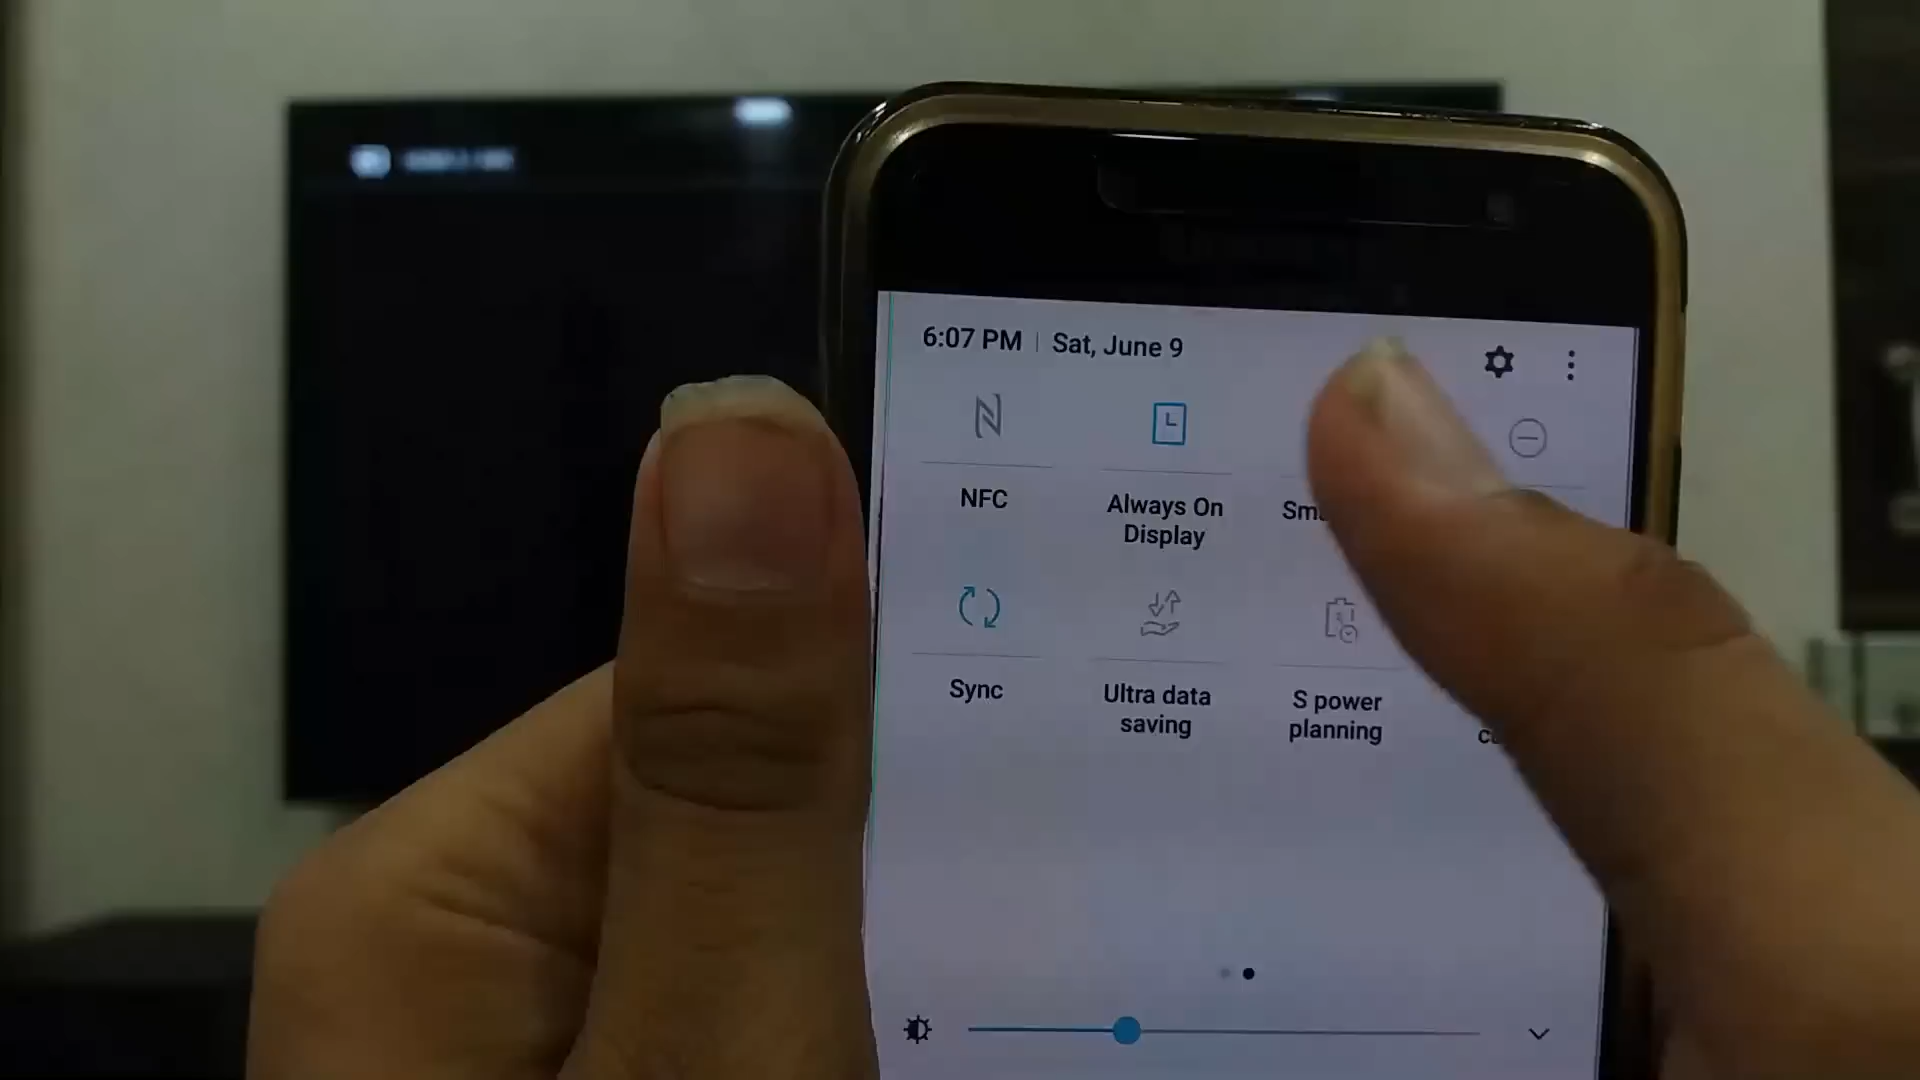 6:07 PM | Sat, June 9
NFC
Always On
Display
Sync
Ultra data
saving
S power
planning